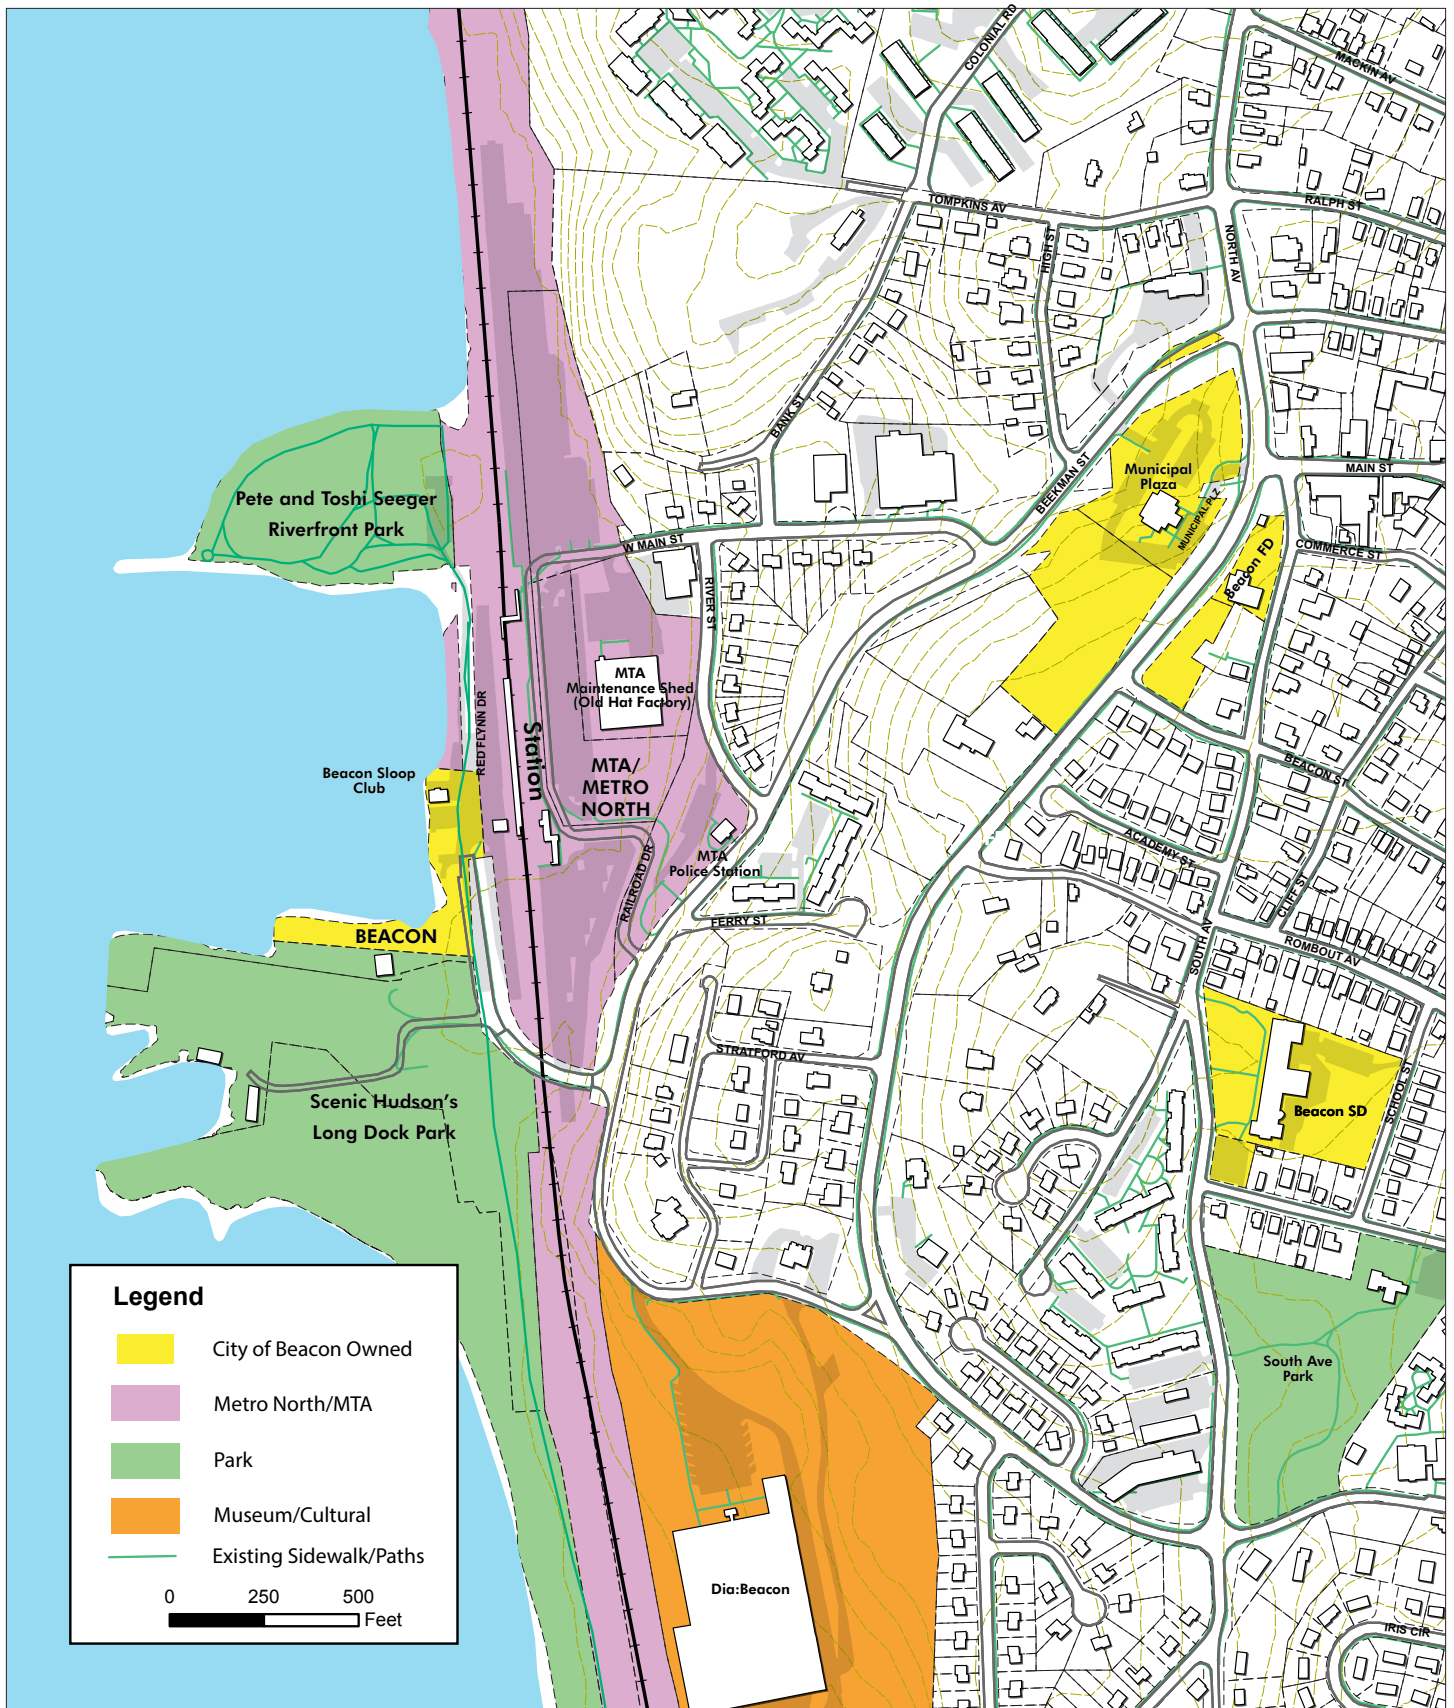 COLONIAL RD
MACKIN AV
TOMPKINS AV
RALPH ST
HIGH ST
NORTH AV
BANK ST
BEEKMAN ST
MAIN ST
Municipal
Plaza
MUNICIPAL PLZ
Pete and Toshi Seeger
Riverfront Park
W MAIN ST
COMMERCE ST
Beacon FD
RIVER ST
MTA
Maintenance Shed
(Old Hat Factory)
RED FLYNN DR
Station
MTA/
METRO
NORTH
Beacon Sloop
Club
BEACON ST
ACADEMY ST
MTA
Police Station
RAILROAD DR
CLIFF ST
FERRY ST
BEACON
SOUTH AV
ROMBOUT AV
STRATFORD AV
SCHOOL ST
Scenic Hudson's
Long Dock Park
Beacon SD
South Ave
Park
Legend
City of Beacon Owned
Metro North/MTA
Park
Museum/Cultural
Existing Sidewalk/Paths
0 250 500
Feet
Dia:Beacon
IRIS CIR